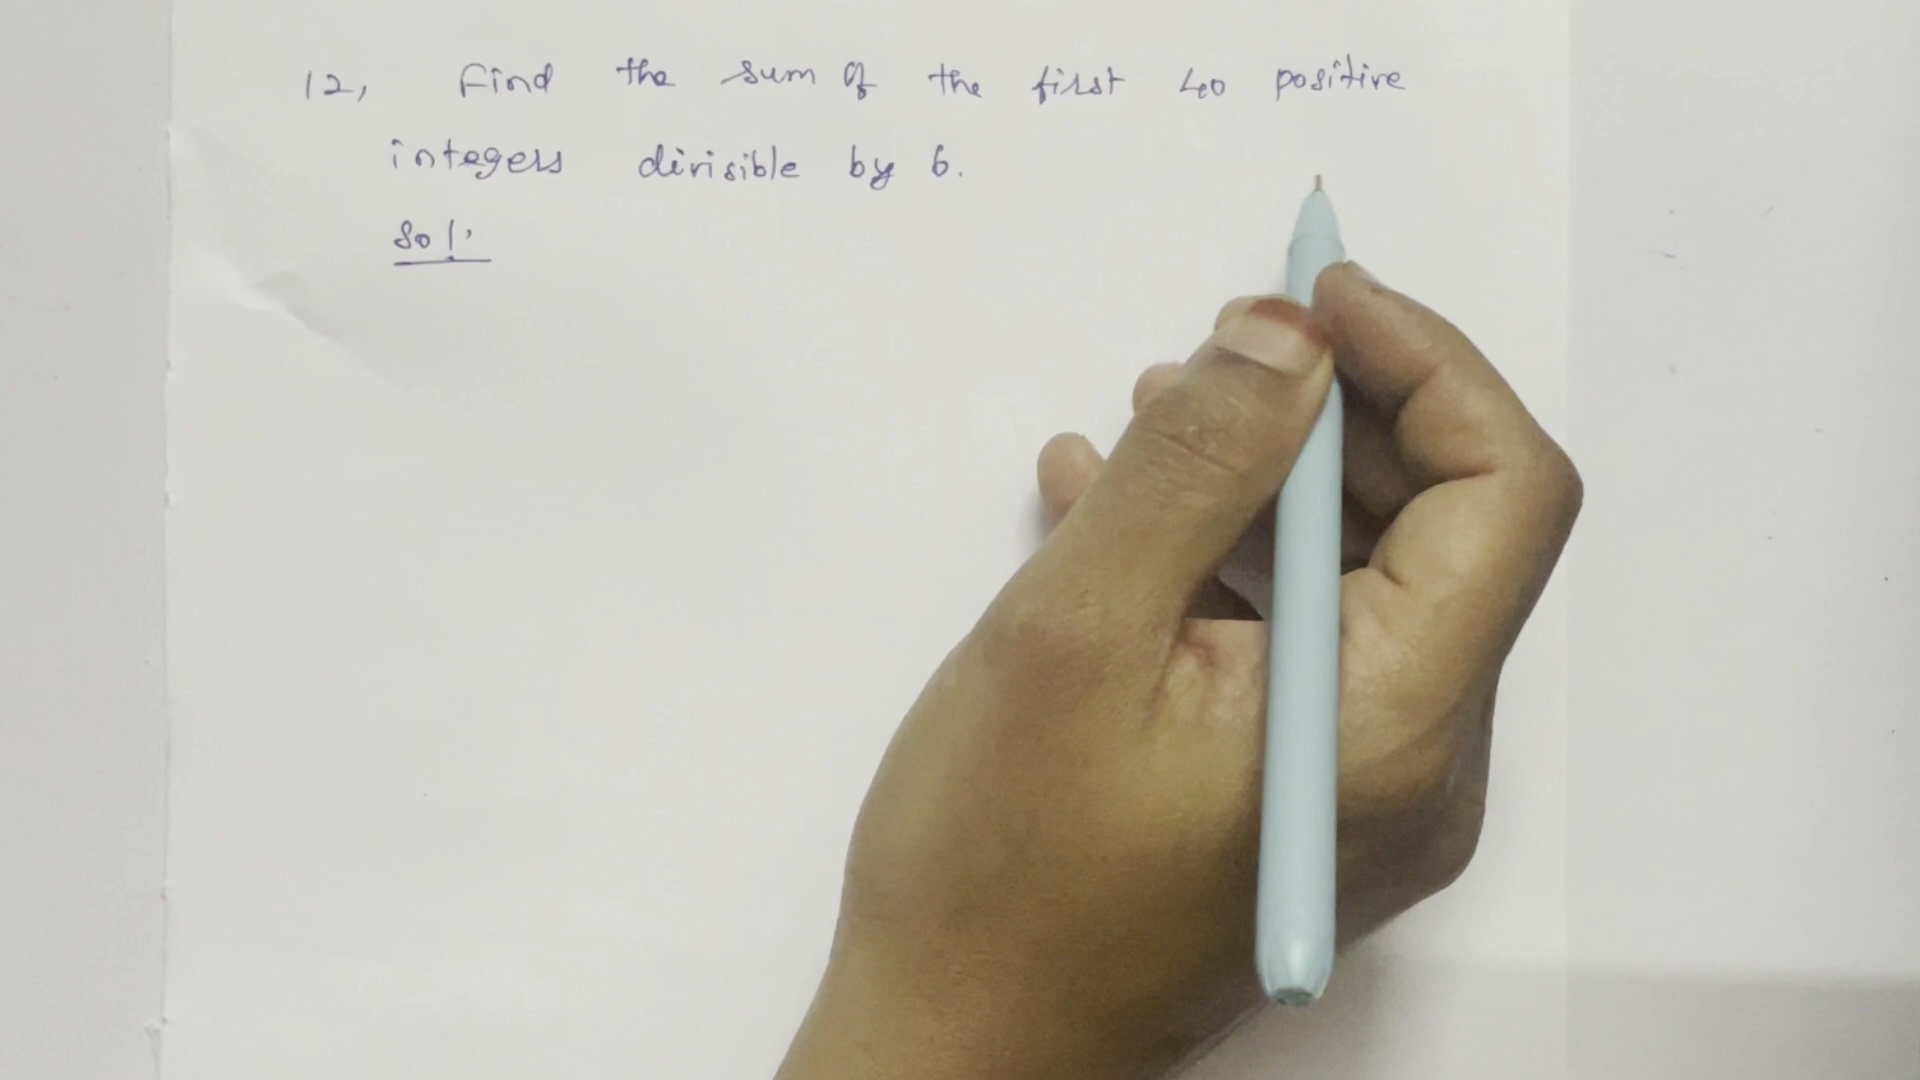 12, Find the sum of the first 40 positive
integers divisible by 6.
Sol: